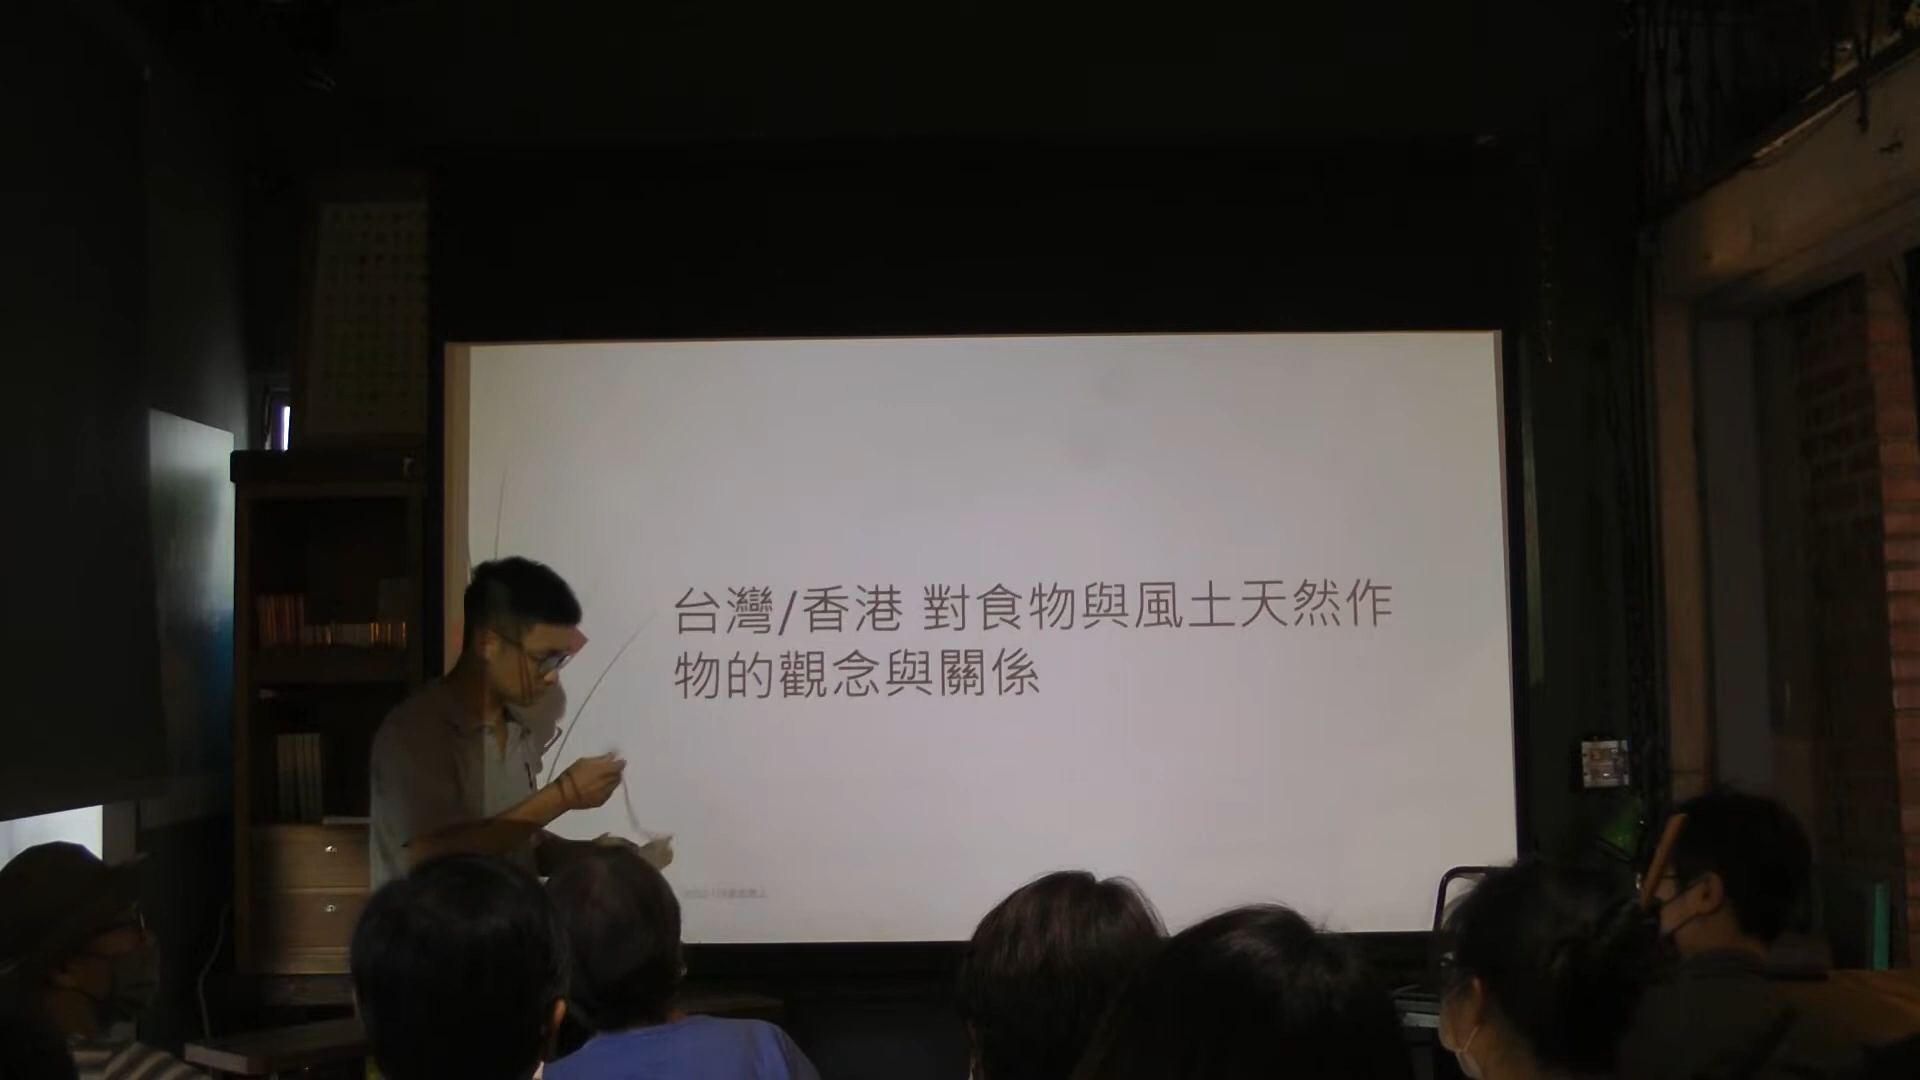 台灣/香港 對食物與風土天然作
物的觀念與關係